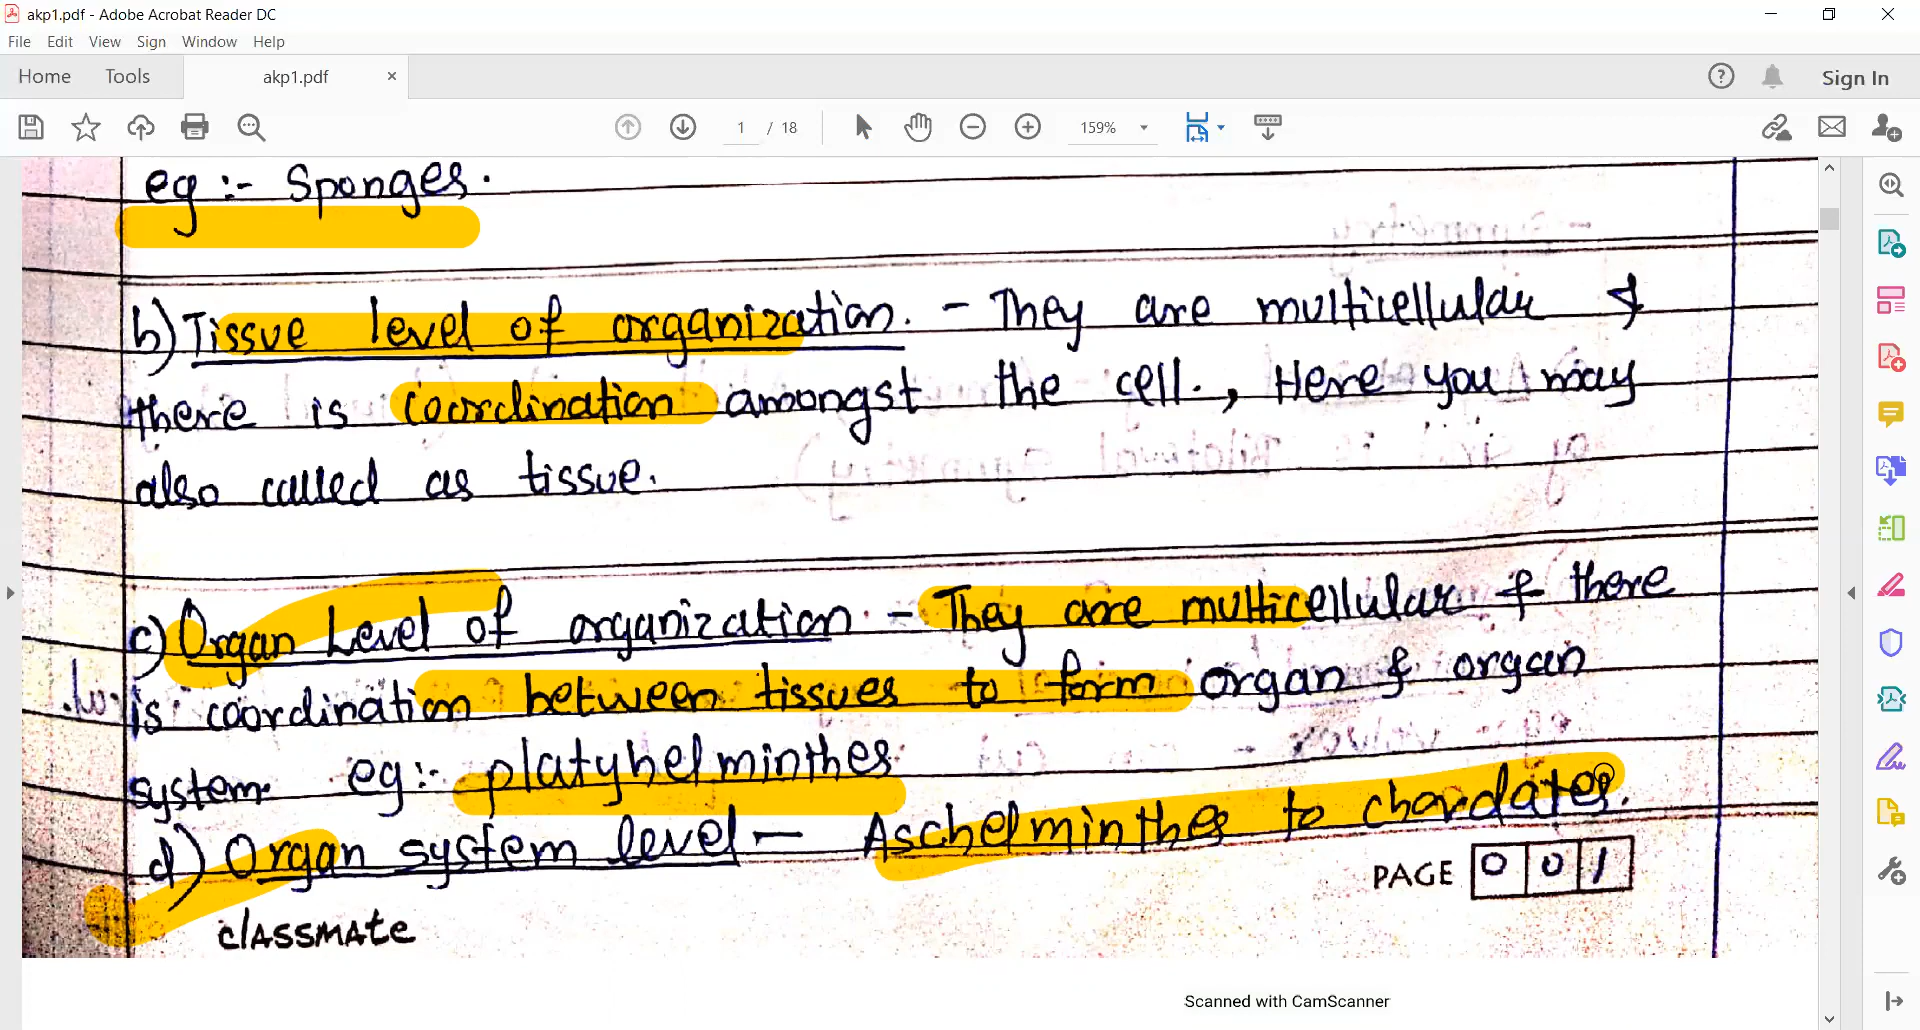 akp1.pdf - Adobe Acrobat Reader DC
File Edit View Sign Window Help
Home Tools akp1.pdf × Sign In
1 / 18 159%
eg :- Sponges.
b) Tissue level of organization. - They are multicellular &
there is coordination amongst the cell., Here you may
also called as tissue.
c) Organ Level of organization. - They are multicellular & there
is coordination between tissues to form organ & organ
system. eg:- platyhelminthes.
d) Organ system level - Aschelminthes to chordates.
PAGE 0 0 1
classmate
Scanned with CamScanner